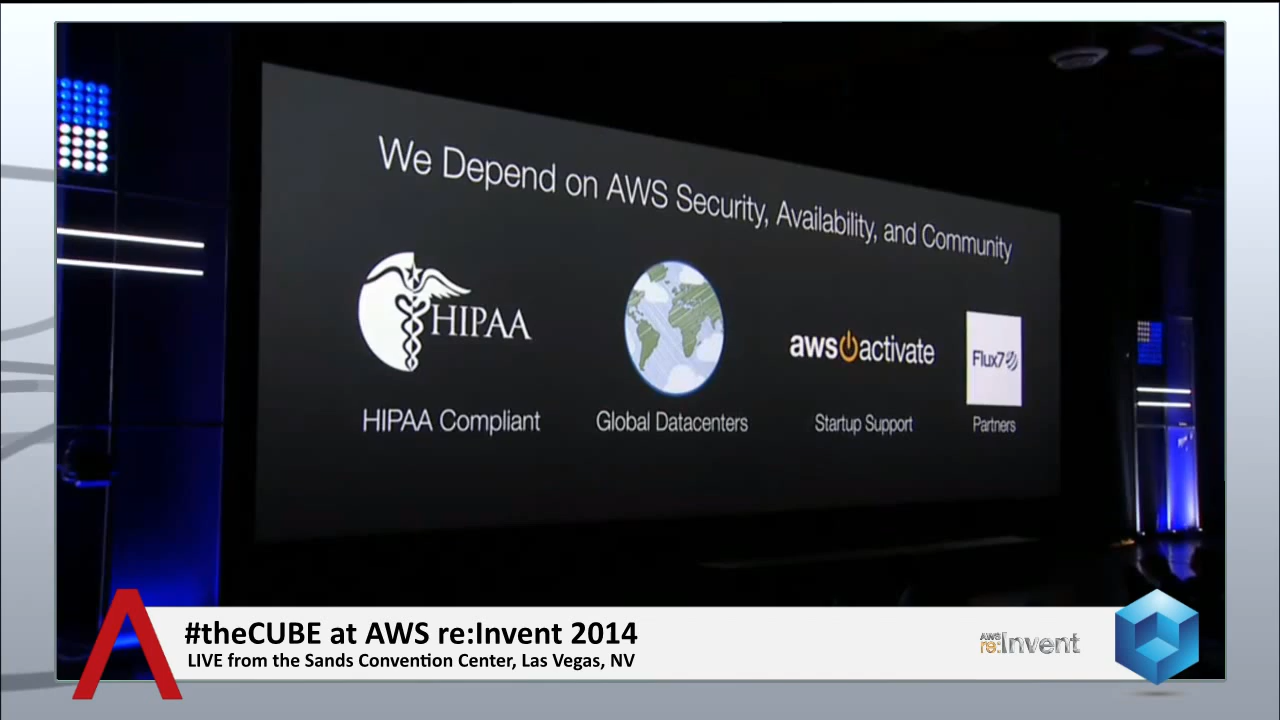 We Depend on AWS Security, Availability, and Community
HIPAA
aws activate
Flux7
HIPAA Compliant
Global Datacenters
Startup Support
Partners
#theCUBE at AWS re:Invent 2014
LIVE from the Sands Convention Center, Las Vegas, NV
AWS
re:Invent